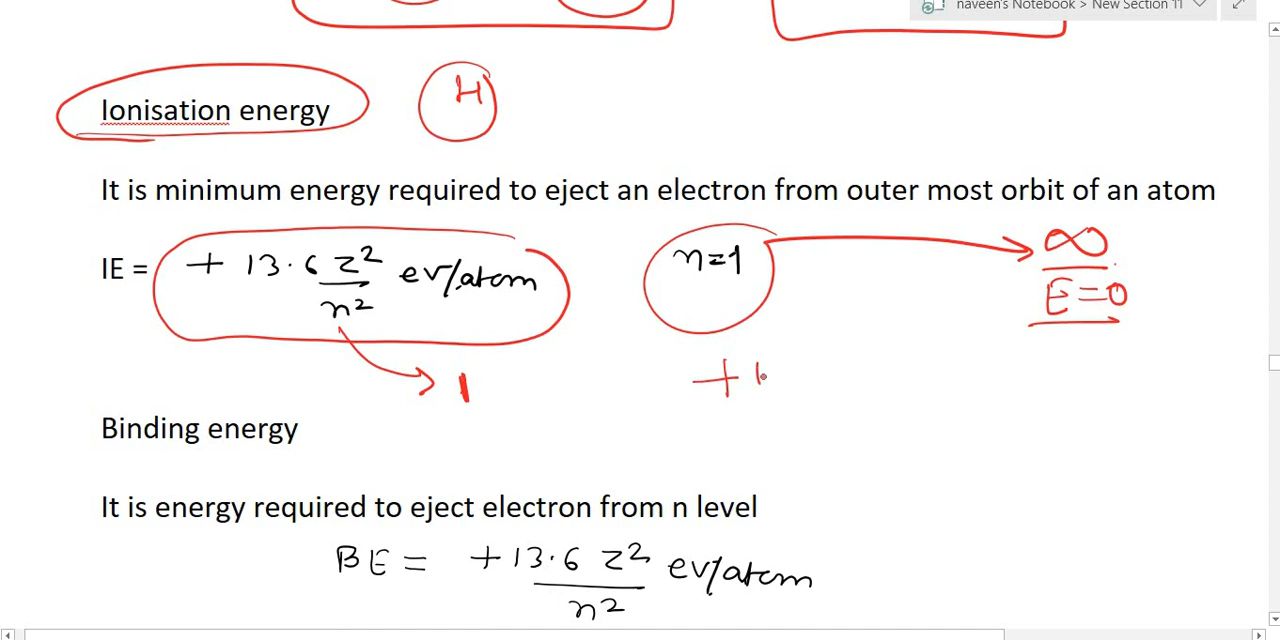 naveen's Notebook > New Section 11
Ionisation energy H
It is minimum energy required to eject an electron from outer most orbit of an atom
IE = + 13.6 z²/n² ev/atom n=1 ∞
E=0
1 + 1
Binding energy
It is energy required to eject electron from n level
BE = +13.6 z²/n² ev/atom